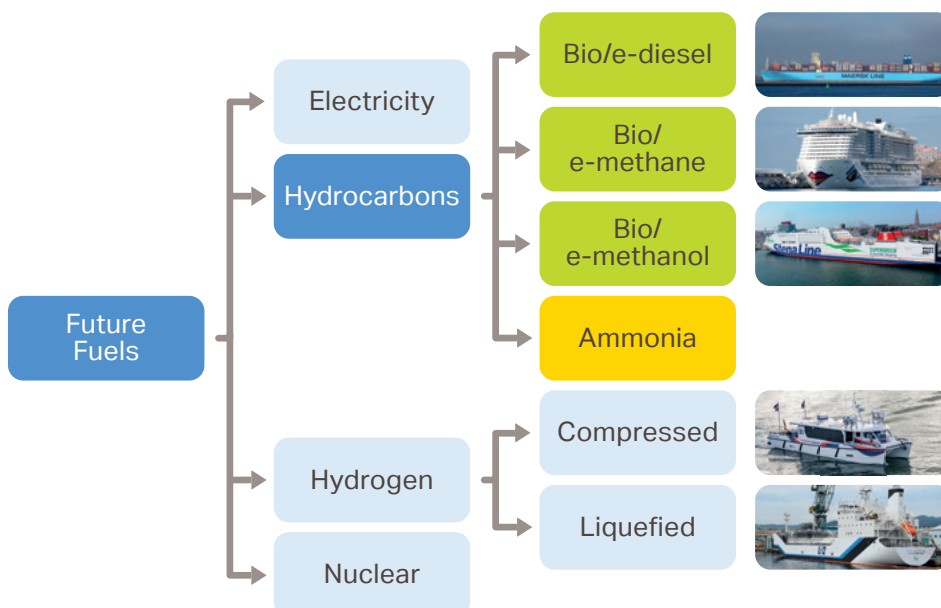 Future
Fuels
Electricity
Hydrocarbons
Hydrogen
Nuclear
Bio/e-diesel
Bio/
e-methane
Bio/
e-methanol
Ammonia
Compressed
Liquefied
MAERSK LINE
Stena Line